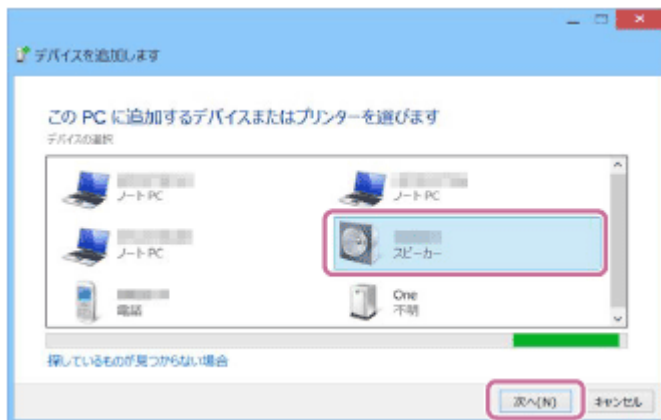 デバイスを追加します
この PC に追加するデバイスまたはプリンターを選びます
デバイスの選択
ノート PC
ノート PC
ノート PC
スピーカー
電話
One
不明
探しているものが見つからない場合
次へ(N)
キャンセル